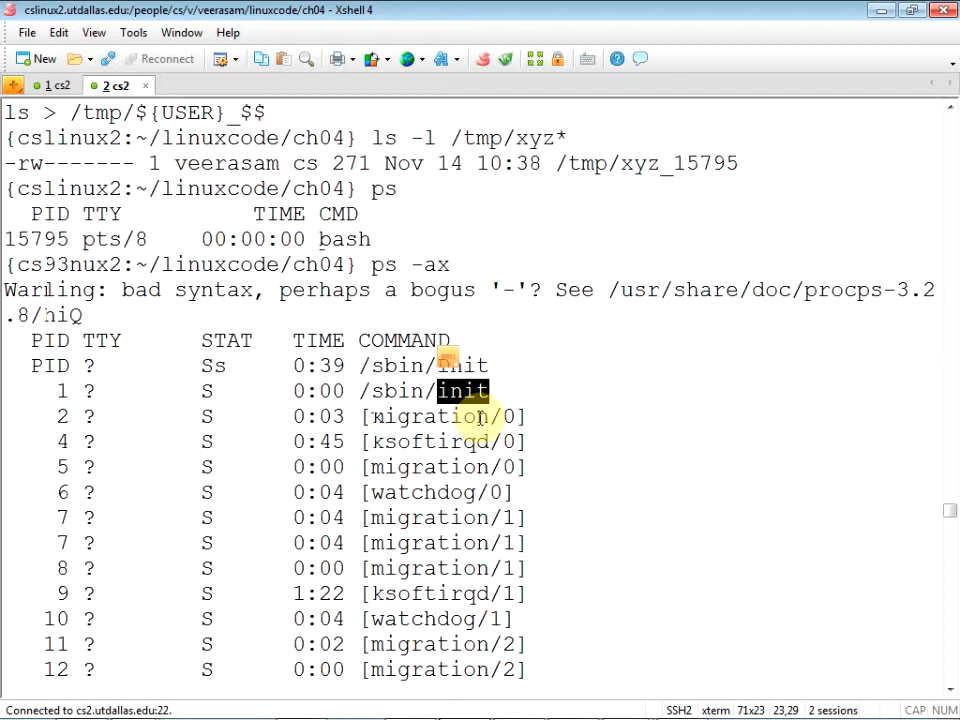 cslinux2.utdallas.edu:/people/cs/v/veerasam/linuxcode/ch04 - Xshell 4
File Edit View Tools Window Help
New Reconnect
1 cs2 2 cs2 ×
ls > /tmp/${USER}_$$
{cslinux2:~/linuxcode/ch04} ls -l /tmp/xyz*
-rw------- 1 veerasam cs 271 Nov 14 10:38 /tmp/xyz_15795
{cslinux2:~/linuxcode/ch04} ps
PID TTY TIME CMD
15795 pts/8 00:00:00 bash
{cs93nux2:~/linuxcode/ch04} ps -ax
bad syntax, perhaps a bogus '-'? See /usr/share/doc/procps-3.2
PID TTY STAT TIME COMMAND
PID ? Ss 0:39 /sbin/init
1 ? S 0:00 /sbin/init
2 ? S 0:03 [migration/0]
4 ? S 0:45 [ksoftirqd/0]
5 ? S 0:00 [migration/0]
6 ? S 0:04 [watchdog/0]
7 ? S 0:04 [migration/1]
7 ? S 0:04 [migration/1]
8 ? S 0:00 [migration/1]
9 ? S 1:22 [ksoftirqd/1]
10 ? S 0:04 [watchdog/1]
11 ? S 0:02 [migration/2]
12 ? S 0:00 [migration/2]
Connected to cs2.utdallas.edu:22. SSH2 xterm 71x23 23,29 2 sessions CAP NUM